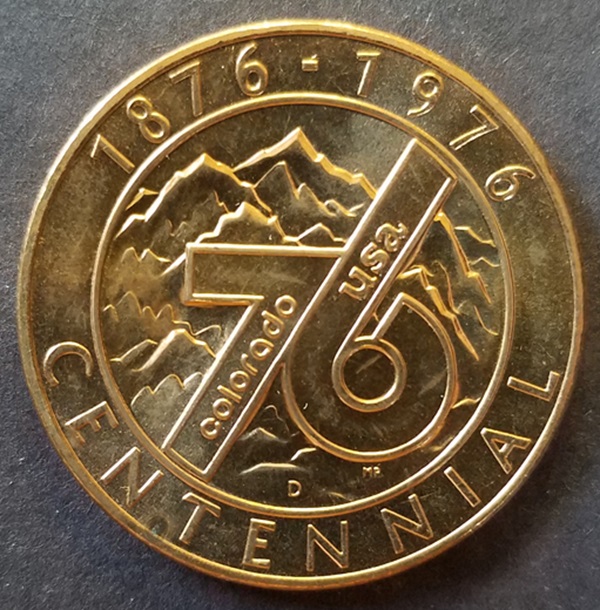 1876 - 1976
76
colorado
usa
D
CENTENNIAL